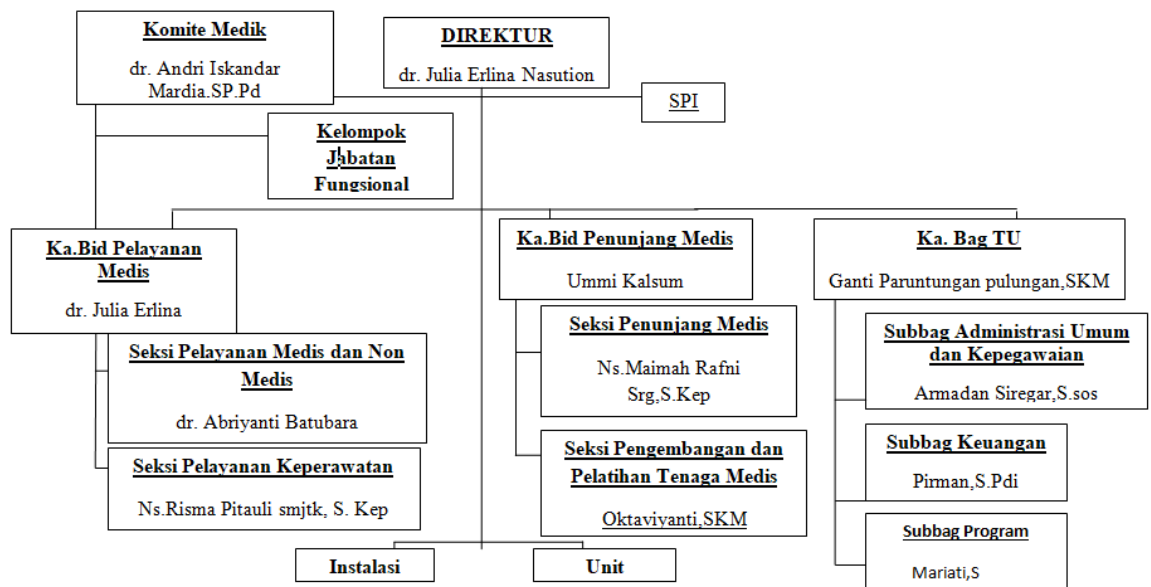 Komite Medik
dr. Andri Iskandar
Mardia.SP.Pd
DIREKTUR
dr. Julia Erlina Nasution
SPI
Kelompok
Jabatan
Fungsional
Ka.Bid Pelayanan
Medis
dr. Julia Erlina
Seksi Pelayanan Medis dan Non
Medis
dr. Abriyanti Batubara
Seksi Pelayanan Keperawatan
Ns.Risma Pitauli smjtk, S. Kep
Ka.Bid Penunjang Medis
Ummi Kalsum
Seksi Penunjang Medis
Ns.Maimah Rafni
Srg,S.Kep
Seksi Pengembangan dan
Pelatihan Tenaga Medis
Oktaviyanti,SKM
Ka. Bag TU
Ganti Paruntungan pulungan,SKM
Subbag Administrasi Umum
dan Kepegawaian
Armadan Siregar,S.sos
Subbag Keuangan
Pirman,S.Pdi
Subbag Program
Mariati,S
Instalasi
Unit